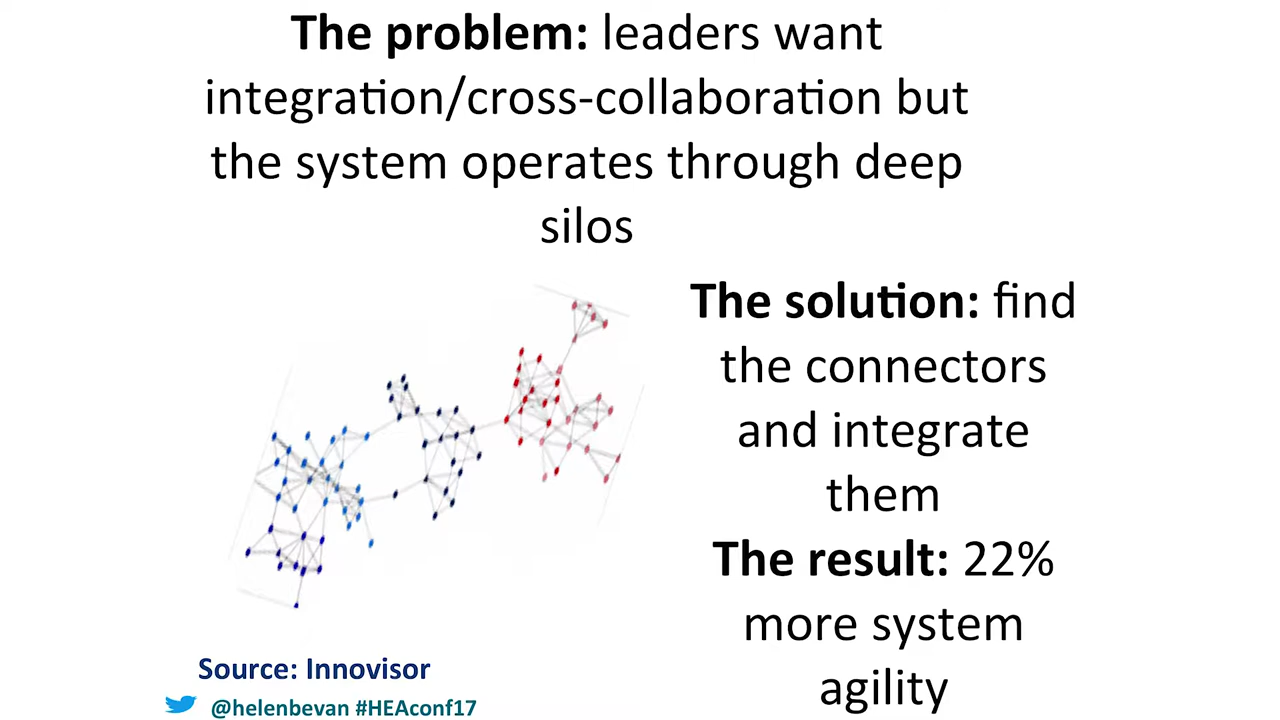 The problem: leaders want
integration/cross-collaboration but
the system operates through deep
silos
The solution: find
the connectors
and integrate
them
The result: 22%
more system
agility
Source: Innovisor
@helenbevan #HEAconf17